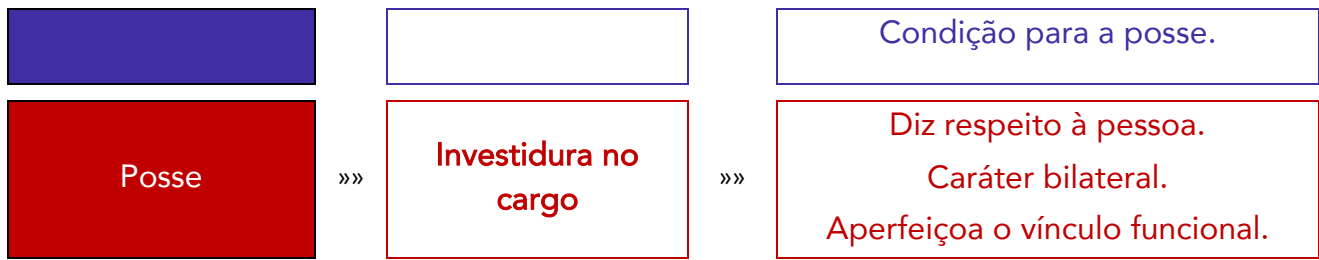 Condição para a posse.
Posse
»»
Investidura no
cargo
»»
Diz respeito à pessoa.
Caráter bilateral.
Aperfeiçoa o vínculo funcional.